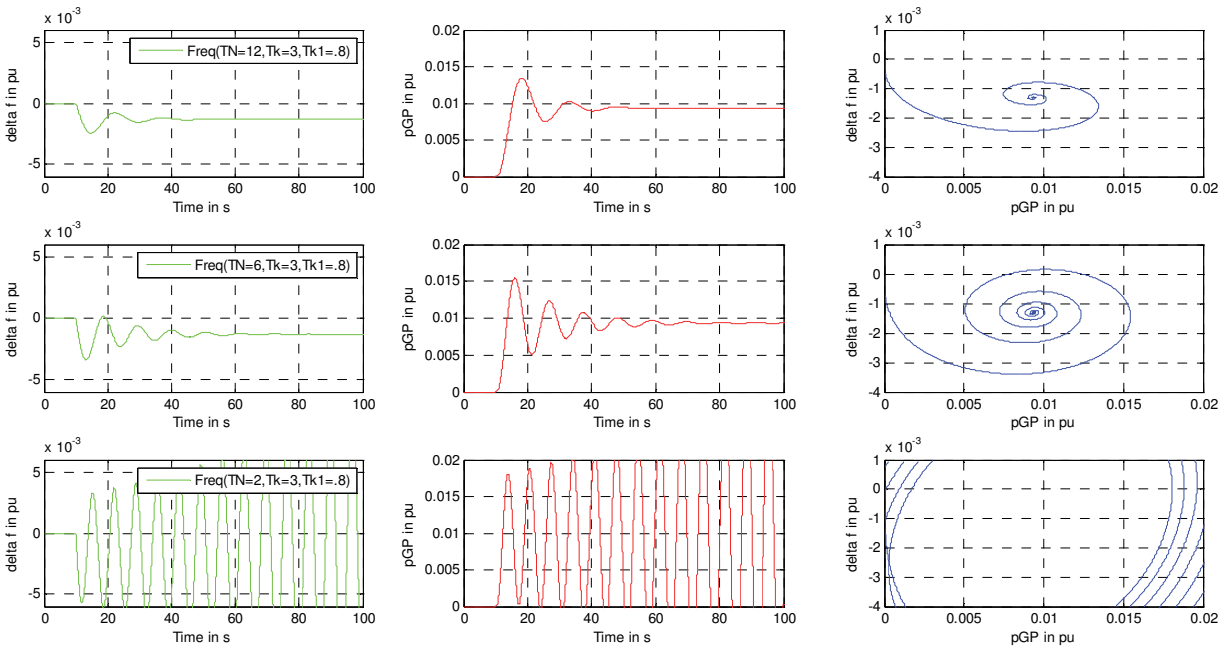 x 10-3
delta f in pu
5
0
-5
Freq(TN=12,Tk=3,Tk1=.8)
0 20 40 60 80 100
Time in s
pGP in pu
0.02
0.015
0.01
0.005
0
0 20 40 60 80 100
Time in s
x 10-3
delta f in pu
1
0
-1
-2
-3
-4
0 0.005 0.01 0.015 0.02
pGP in pu
x 10-3
delta f in pu
5
0
-5
Freq(TN=6,Tk=3,Tk1=.8)
0 20 40 60 80 100
Time in s
pGP in pu
0.02
0.015
0.01
0.005
0
0 20 40 60 80 100
Time in s
x 10-3
delta f in pu
1
0
-1
-2
-3
-4
0 0.005 0.01 0.015 0.02
pGP in pu
x 10-3
delta f in pu
5
0
-5
Freq(TN=2,Tk=3,Tk1=.8)
0 20 40 60 80 100
Time in s
pGP in pu
0.02
0.015
0.01
0.005
0
0 20 40 60 80 100
Time in s
x 10-3
delta f in pu
1
0
-1
-2
-3
-4
0 0.005 0.01 0.015 0.02
pGP in pu